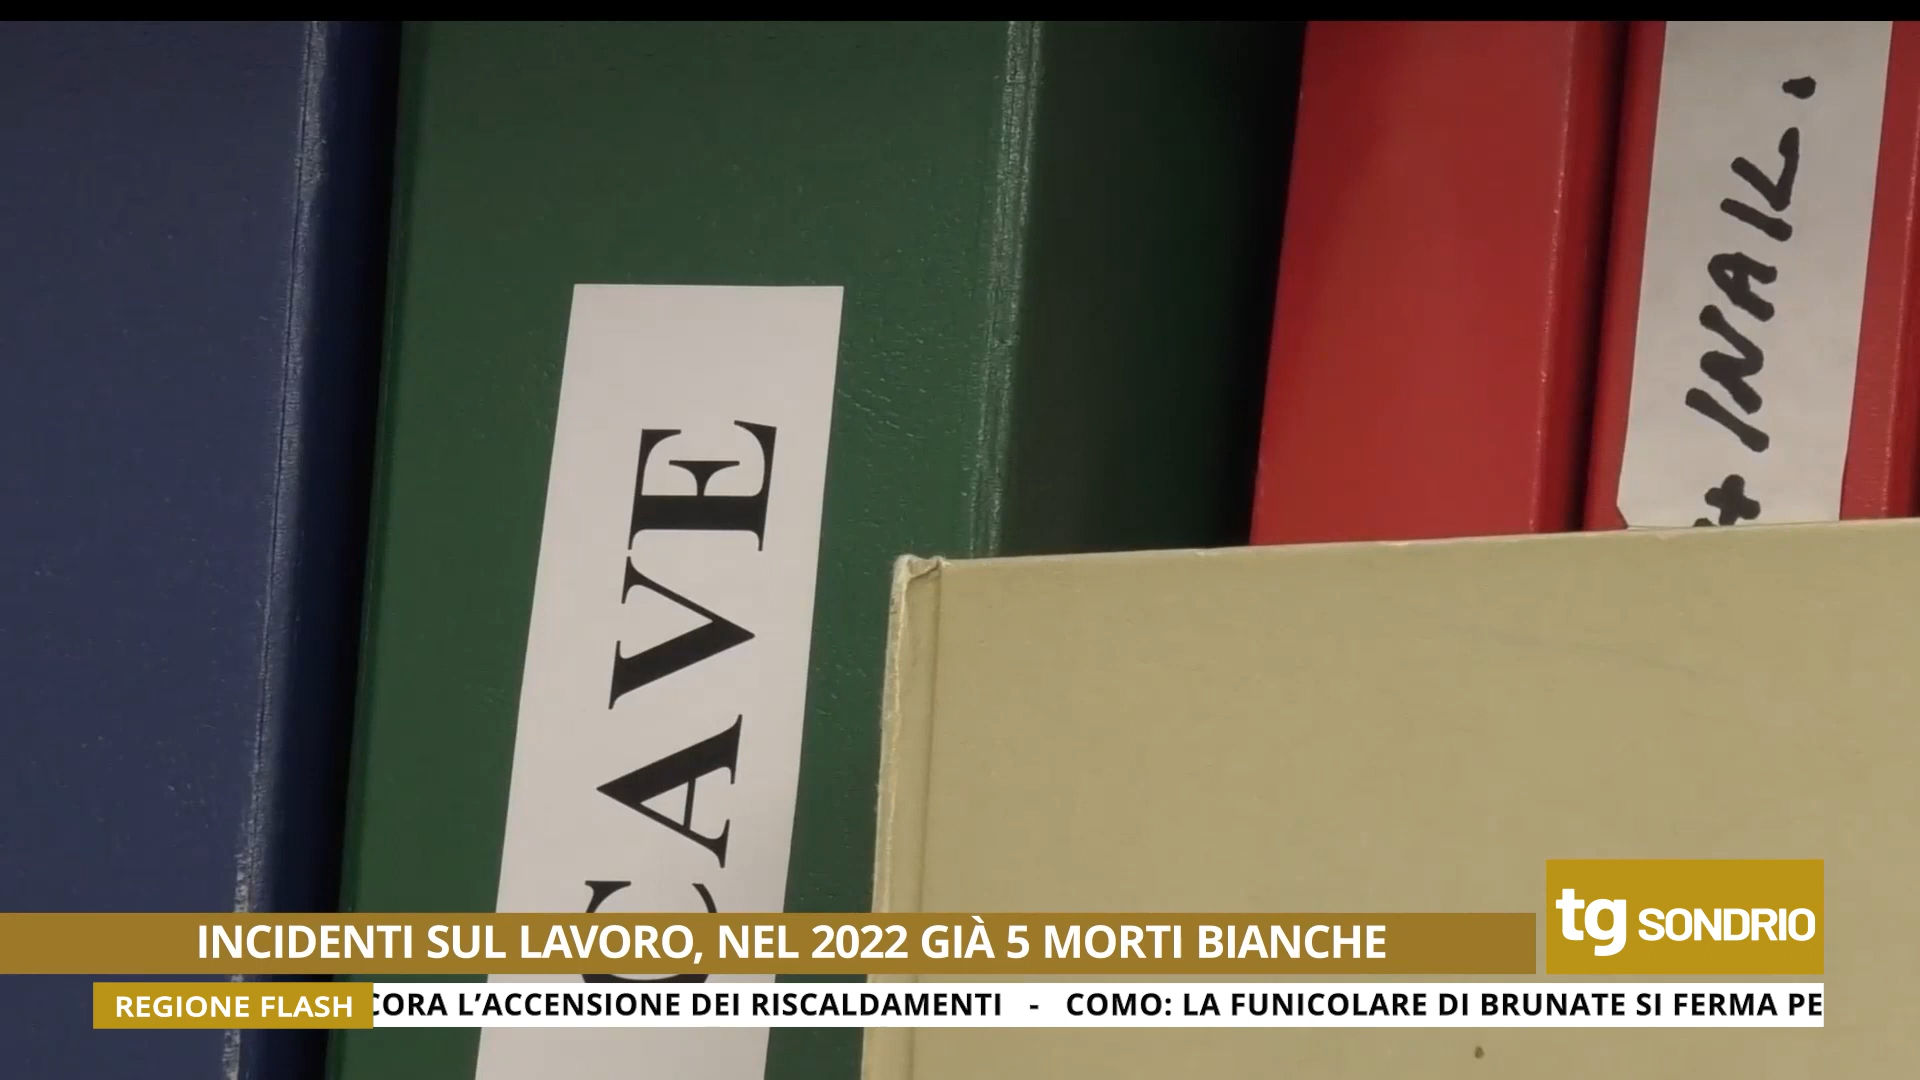 INAIL.
CAVE
INCIDENTI SUL LAVORO, NEL 2022 GIÀ 5 MORTI BIANCHE
tg SONDRIO
REGIONE FLASH
CORA L’ACCENSIONE DEI RISCALDAMENTI - COMO: LA FUNICOLARE DI BRUNATE SI FERMA PE